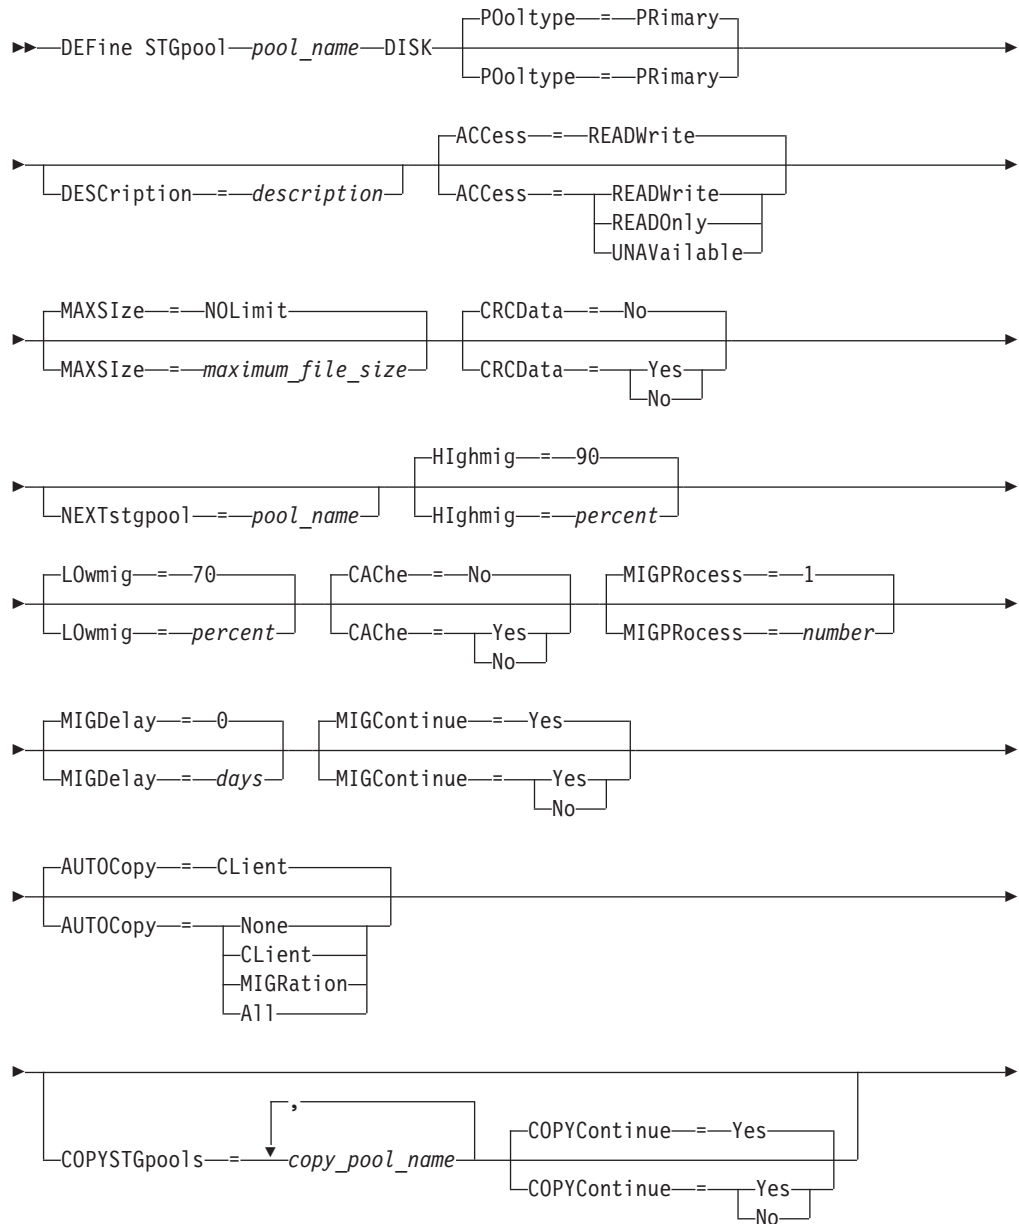 POoltype = PRimary
DEFine STGpool pool_name DISK
POoltype = PRimary
ACCess = READWrite
DESCription = description
ACCess = READWrite
READOnly
UNAVailable
MAXSIze = NOLimit
CRCData = No
MAXSIze = maximum_file_size
CRCData = Yes
No
HIghmig = 90
NEXTstgpool = pool_name
HIghmig = percent
LOwmig = 70
CAChe = No
MIGPRocess = 1
LOwmig = percent
CAChe = Yes
No
MIGPRocess = number
MIGDelay = 0
MIGContinue = Yes
MIGDelay = days
MIGContinue = Yes
No
AUTOCopy = CLient
AUTOCopy = None
CLient
MIGRation
All
,
COPYContinue = Yes
COPYSTGpools = copy_pool_name
COPYContinue = Yes
No